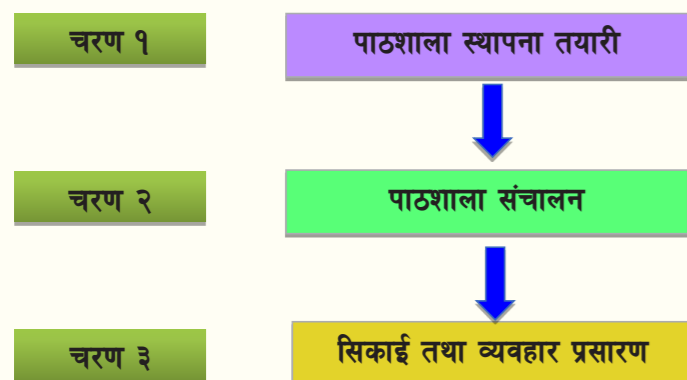 चरण १
पाठशाला स्थापना तयारी
चरण २
पाठशाला संचालन
चरण ३
सिकाई तथा व्यवहार प्रसारण